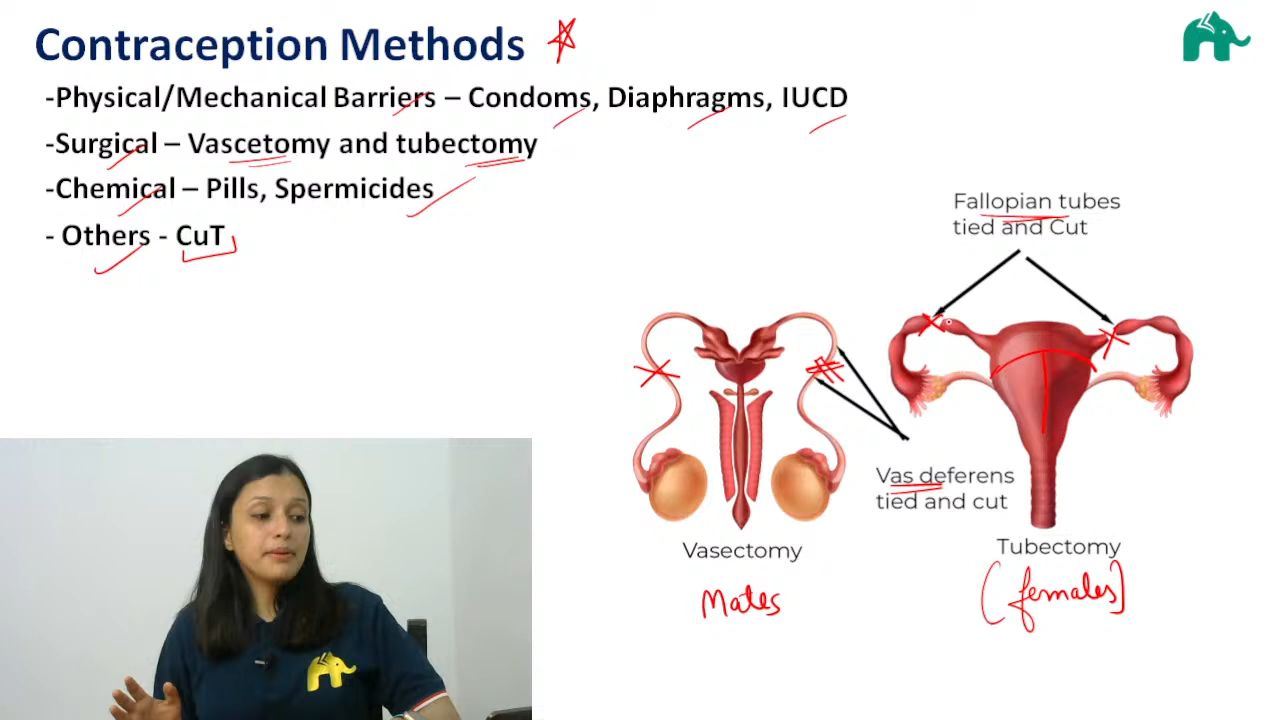 Contraception Methods
-Physical/Mechanical Barriers – Condoms, Diaphragms, IUCD
-Surgical – Vascetomy and tubectomy
-Chemical – Pills, Spermicides
- Others - CuT
Fallopian tubes
tied and Cut
Vas deferens
tied and cut
Vasectomy
Tubectomy
Males
(females)